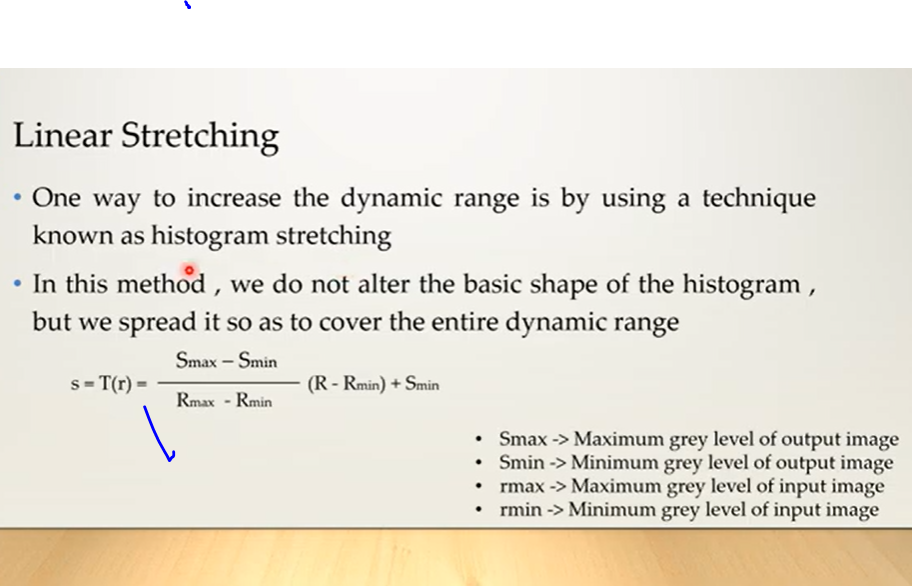 Linear Stretching
• One way to increase the dynamic range is by using a technique
known as histogram stretching
• In this method , we do not alter the basic shape of the histogram ,
but we spread it so as to cover the entire dynamic range
Smax – Smin
s = T(r) = (R - Rmin) + Smin
Rmax - Rmin
• Smax -> Maximum grey level of output image
• Smin -> Minimum grey level of output image
• rmax -> Maximum grey level of input image
• rmin -> Minimum grey level of input image